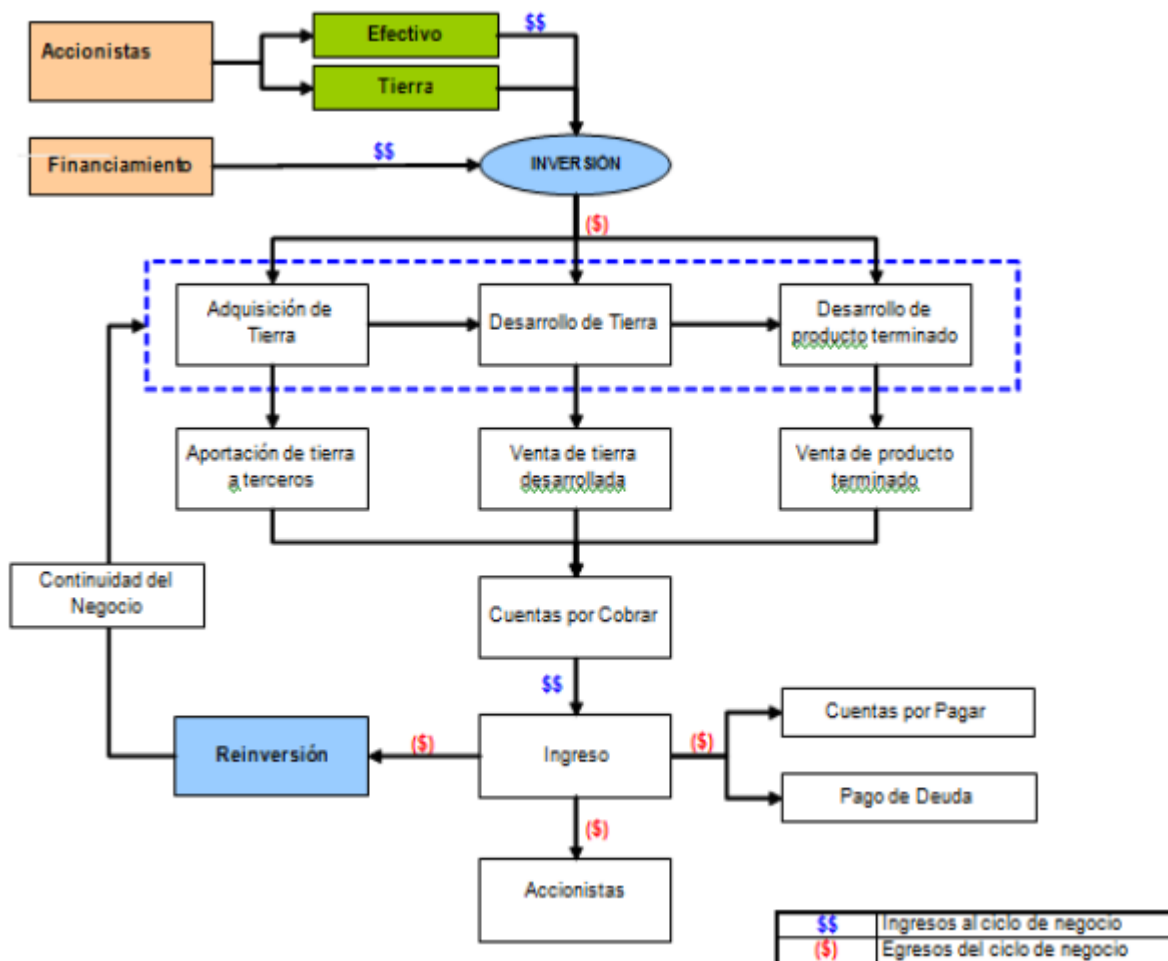 Accionistas
Efectivo
$$
Tierra
Financiamiento
$$
INVERSIÓN
($)
Adquisición de
Tierra
Desarrollo de Tierra
Desarrollo de
producto terminado
Aportación de tierra
a terceros
Venta de tierra
desarrollada
Venta de producto
terminado
Continuidad del
Negocio
Cuentas por Cobrar
$$
Reinversión
($)
Ingreso
($)
Cuentas por Pagar
Pago de Deuda
($)
Accionistas
$$ Ingresos al ciclo de negocio
($) Egresos del ciclo de negocio